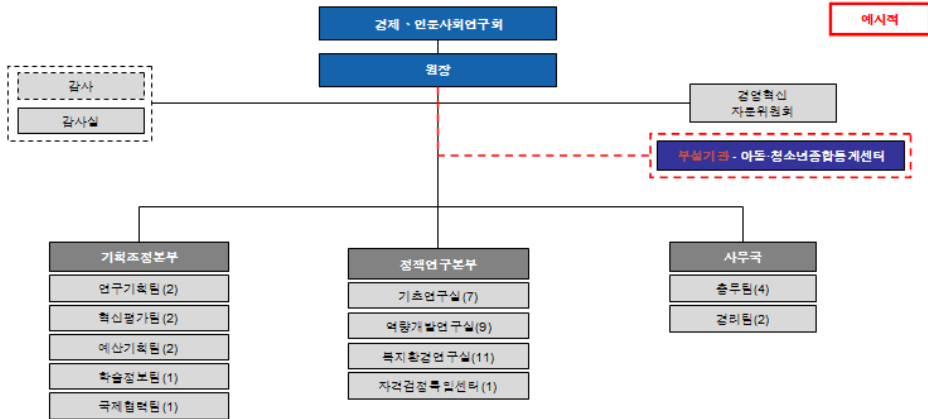 경제、인문사회연구회
예시적
원장
감사
감사실
경영혁신
자문위원회
부설기관 - 아동·청소년종합통계센터
기획조정본부
정책연구본부
사무국
연구기획팀(2)
기초연구실(7)
총무팀(4)
혁신평가팀(2)
역량개발연구실(9)
경리팀(2)
예산기획팀(2)
복지환경연구실(11)
학술정보팀(1)
자격검정특임센터(1)
국제협력팀(1)